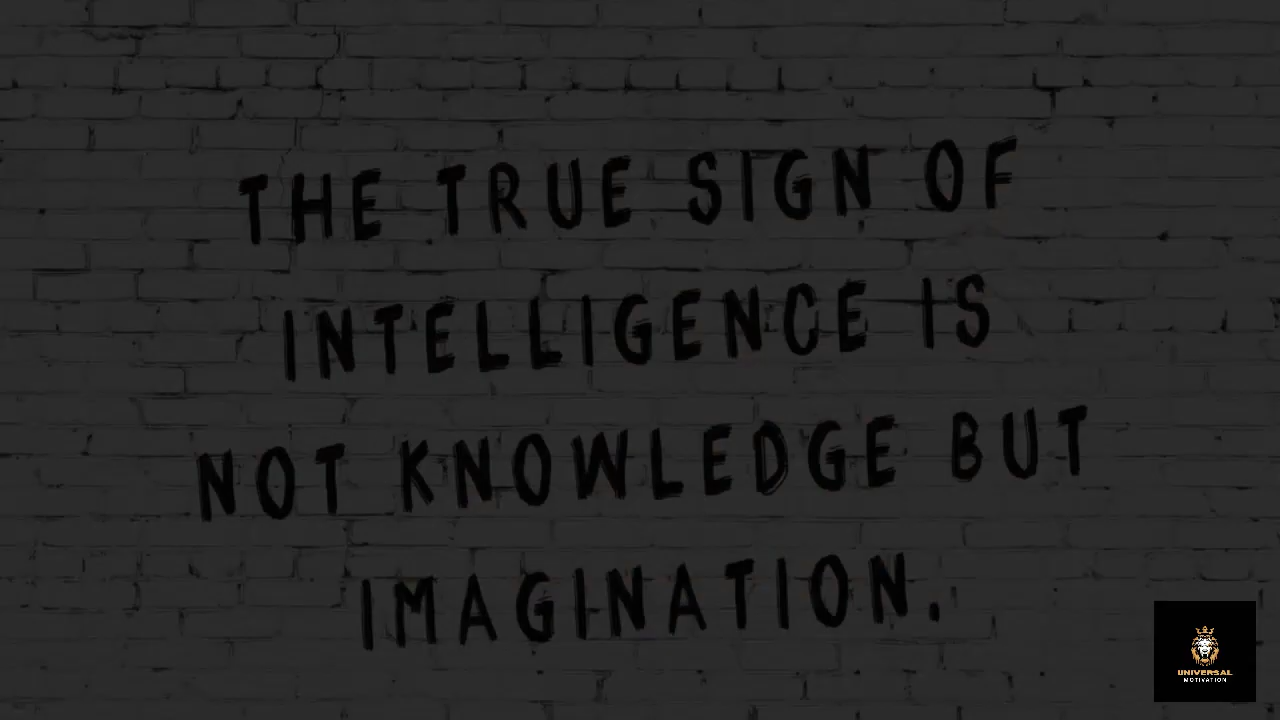 THE TRUE SIGN OF
INTELLIGENCE IS
NOT KNOWLEDGE BUT
IMAGINATION.
UNIVERSAL
MOTIVATION